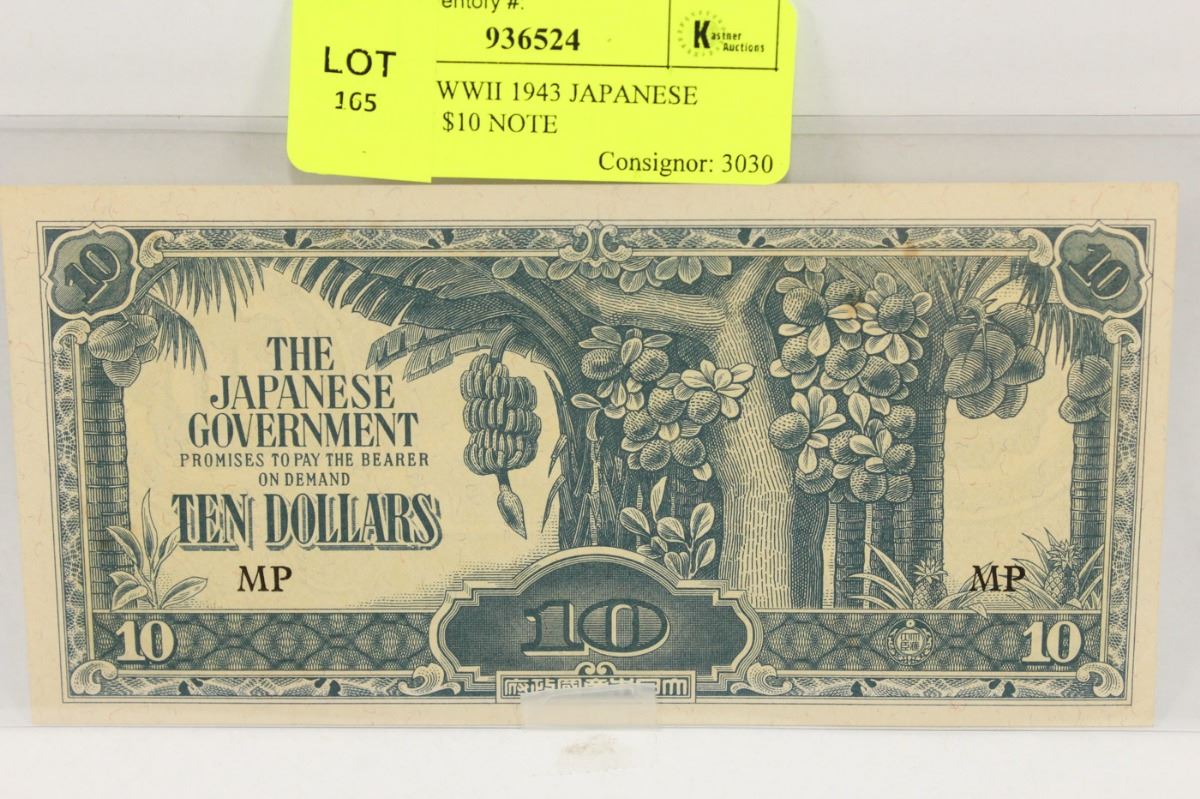 entory #:
936524
Kastner
Auctions
LOT
165
WWII 1943 JAPANESE
$10 NOTE
Consignor: 3030
10
10
THE
JAPANESE
GOVERNMENT
PROMISES TO PAY THE BEARER
ON DEMAND
TEN DOLLARS
MP
MP
10
10
10